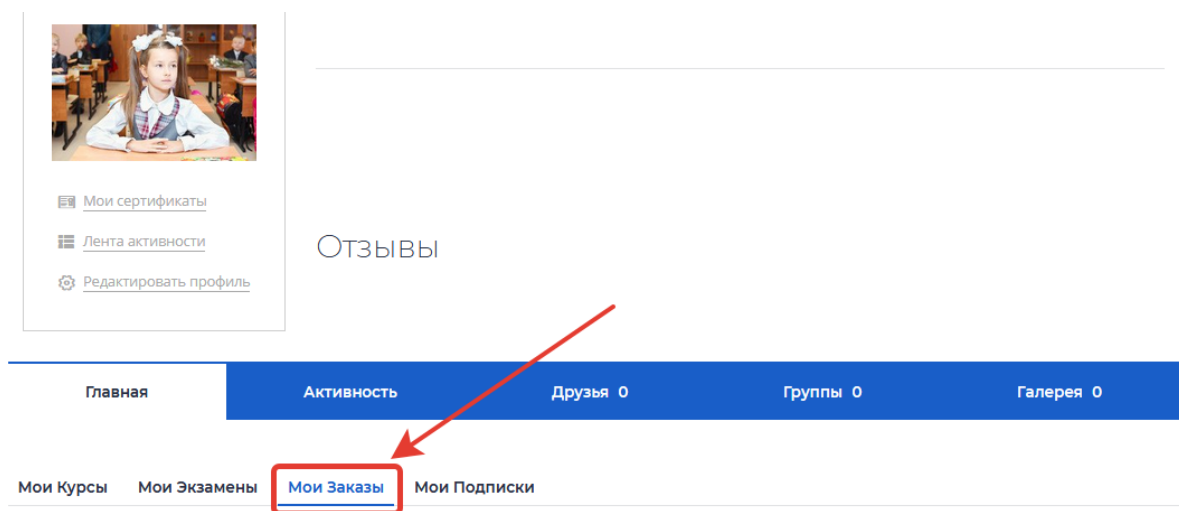 Мои сертификаты
Лента активности
Редактировать профиль
Отзывы
Главная Активность Друзья 0 Группы 0 Галерея 0
Мои Курсы Мои Экзамены Мои Заказы Мои Подписки